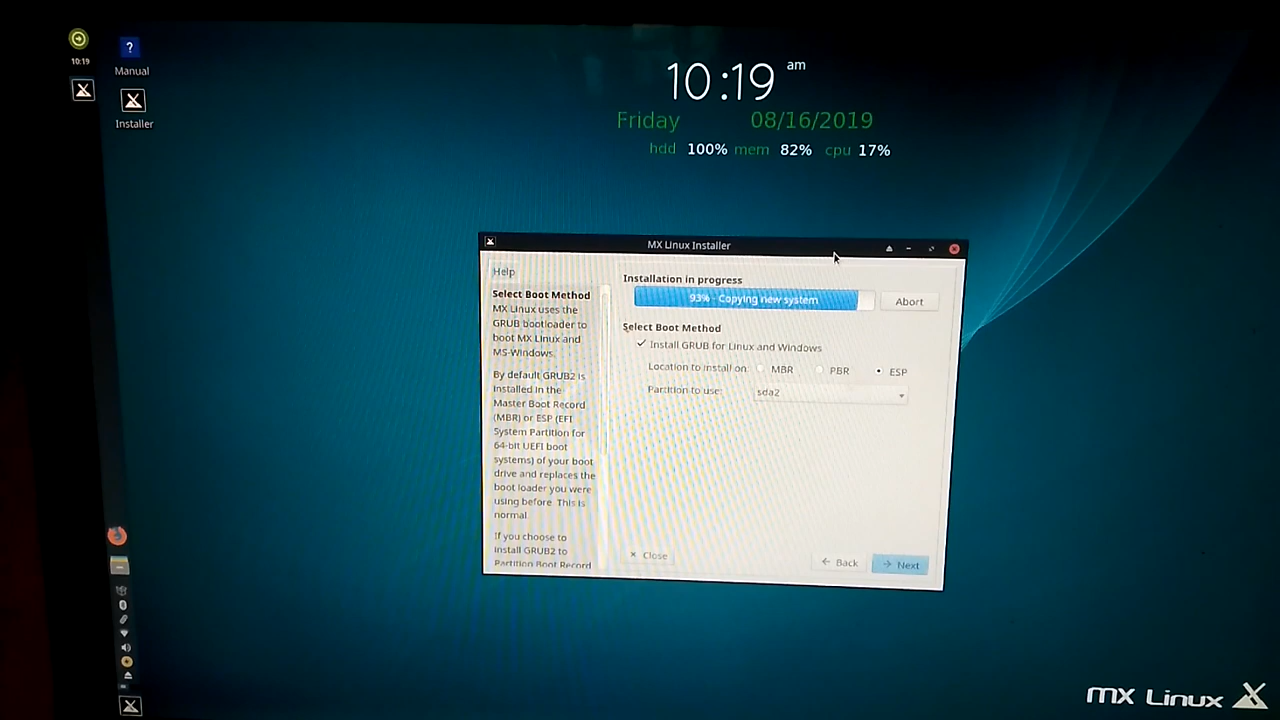 10:19
?
Manual
Installer
10:19 am
Friday 08/16/2019
hdd 100% mem 82% cpu 17%
MX Linux Installer
Help
Select Boot Method
MX Linux uses the
GRUB bootloader to
boot MX Linux and
MS-Windows.
By default GRUB2 is
installed in the
Master Boot Record
(MBR) or ESP (EFI
System Partition for
64-bit UEFI boot
systems) of your boot
drive and replaces the
boot loader you were
using before. This is
normal.
If you choose to
install GRUB2 to
Partition Boot Record
Installation in progress
93% - Copying new system
Abort
Select Boot Method
Install GRUB for Linux and Windows
Location to install on: MBR PBR ESP
Partition to use: sda2
Close
Back
Next
MX Linux